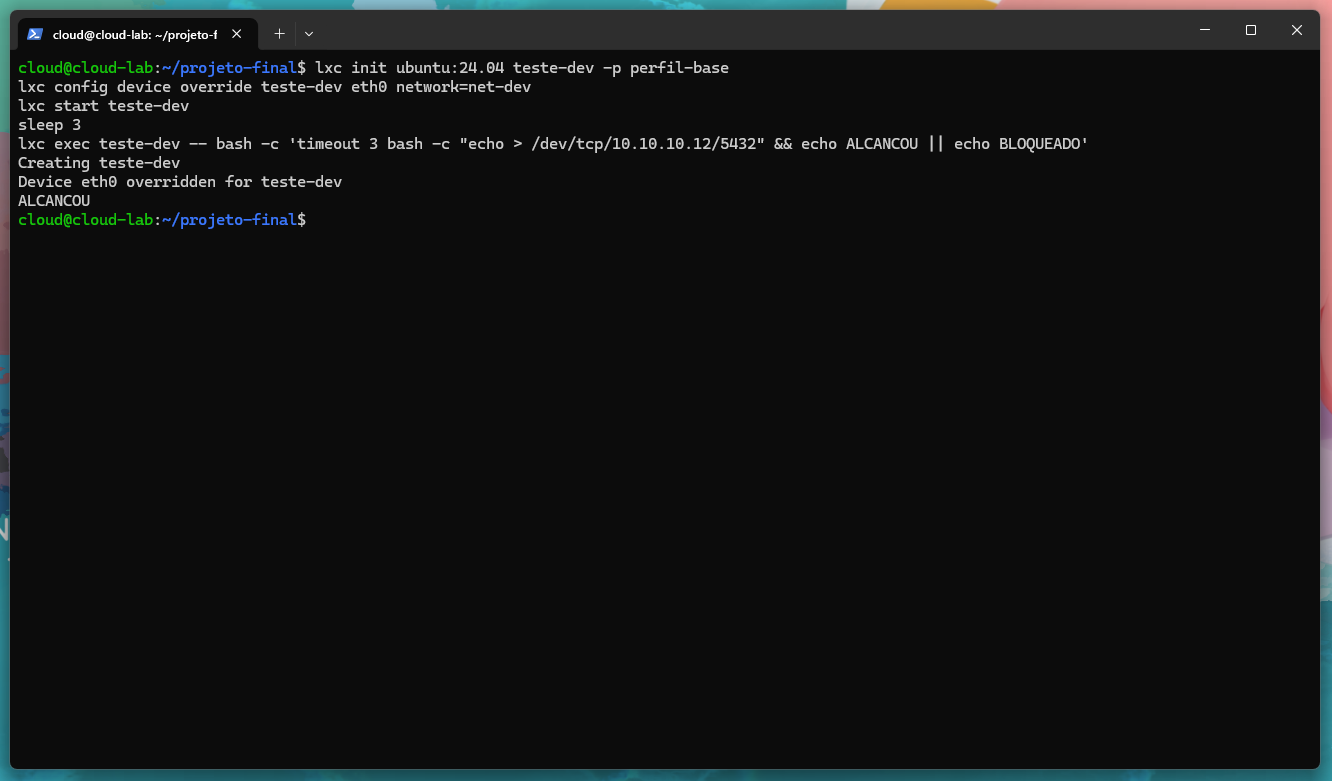 cloud@cloud-lab: ~/projeto-f
cloud@cloud-lab:~/projeto-final$ lxc init ubuntu:24.04 teste-dev -p perfil-base
lxc config device override teste-dev eth0 network=net-dev
lxc start teste-dev
sleep 3
lxc exec teste-dev -- bash -c 'timeout 3 bash -c "echo > /dev/tcp/10.10.10.12/5432" && echo ALCANCOU || echo BLOQUEADO'
Creating teste-dev
Device eth0 overridden for teste-dev
ALCANCOU
cloud@cloud-lab:~/projeto-final$